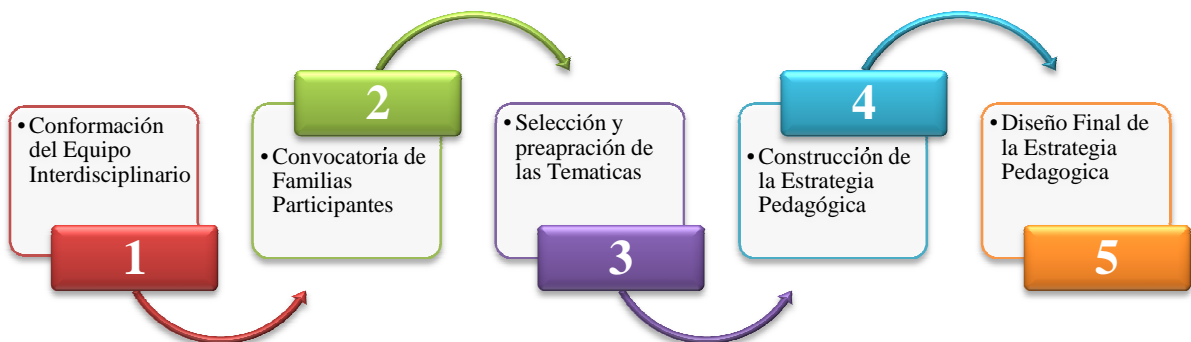 • Conformación
del Equipo
Interdisciplinario
1
2
• Convocatoría de
Familias
Participantes
• Selección y
preapración de
las Tematicas
3
4
• Construcción de
la Estrategia
Pedagógica
• Diseño Final de
la Estrategia
Pedagogica
5